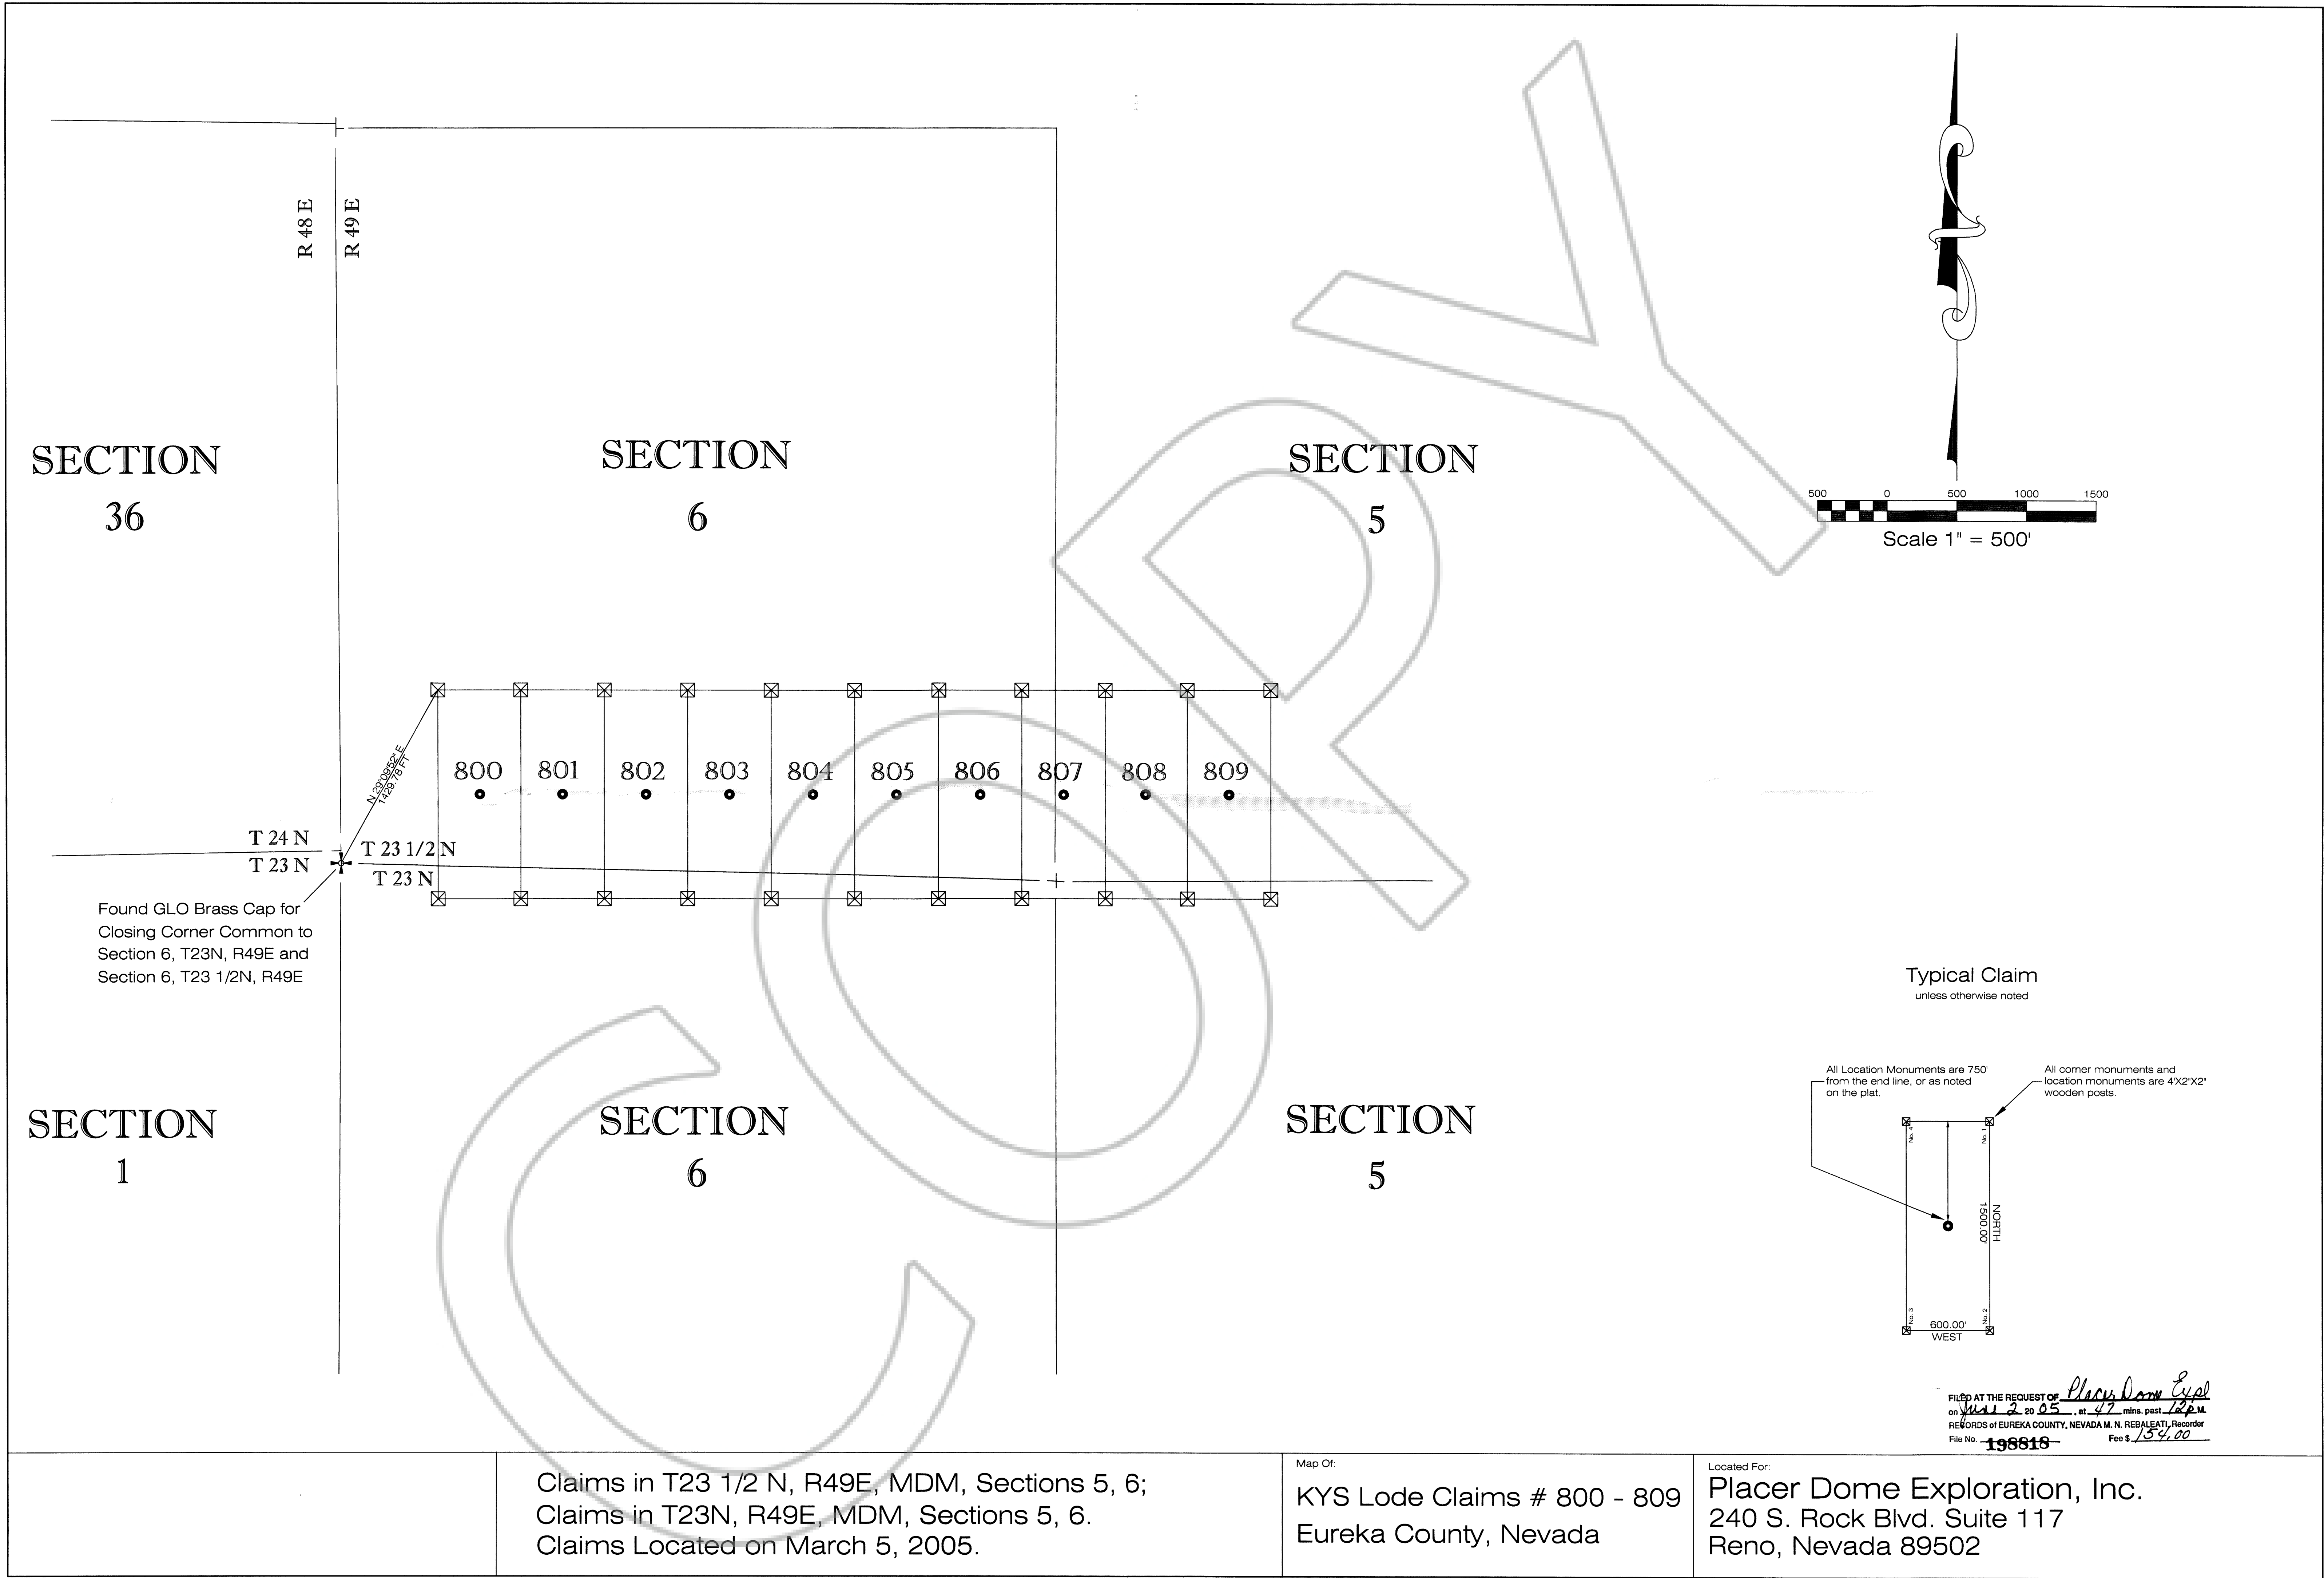 R 48 E
R 49 E
SECTION
36
SECTION
6
SECTION
5
500 0 500 1000 1500
Scale 1" = 500'
N 29°09'52" E
1429.78 FT
800 801 802 803 804 805 806 807 808 809
T 24 N
T 23 N
T 23 1/2 N
T 23 N
Found GLO Brass Cap for
Closing Corner Common to
Section 6, T23N, R49E and
Section 6, T23 1/2N, R49E
SECTION
1
SECTION
6
SECTION
5
COPY
Typical Claim
unless otherwise noted
All Location Monuments are 750'
from the end line, or as noted
on the plat.
All corner monuments and
location monuments are 4'X2"X2"
wooden posts.
No. 4
No. 1
NORTH
1500.00'
No. 3
No. 2
600.00'
WEST
FILED AT THE REQUEST OF Placer Dome Expl
on June 2 20 05, at 47 mins. past 12 P M.
RECORDS of EUREKA COUNTY, NEVADA M. N. REBALEATI, Recorder
File No. 198818 Fee $ 154.00
Claims in T23 1/2 N, R49E, MDM, Sections 5, 6;
Claims in T23N, R49E, MDM, Sections 5, 6.
Claims Located on March 5, 2005.
Map Of:
KYS Lode Claims # 800 - 809
Eureka County, Nevada
Located For:
Placer Dome Exploration, Inc.
240 S. Rock Blvd. Suite 117
Reno, Nevada 89502